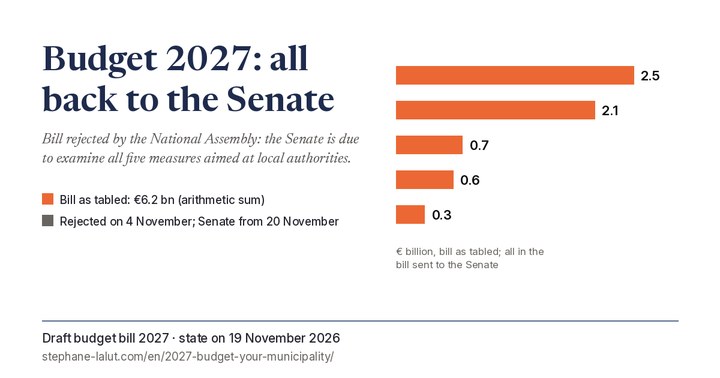 Budget 2027: all
back to the Senate
Bill rejected by the National Assembly: the Senate is due
to examine all five measures aimed at local authorities.
Bill as tabled: €6.2 bn (arithmetic sum)
Rejected on 4 November; Senate from 20 November
2.5
2.1
0.7
0.6
0.3
€ billion, bill as tabled; all in the
bill sent to the Senate
Draft budget bill 2027 · state on 19 November 2026
stephane-lalut.com/en/2027-budget-your-municipality/